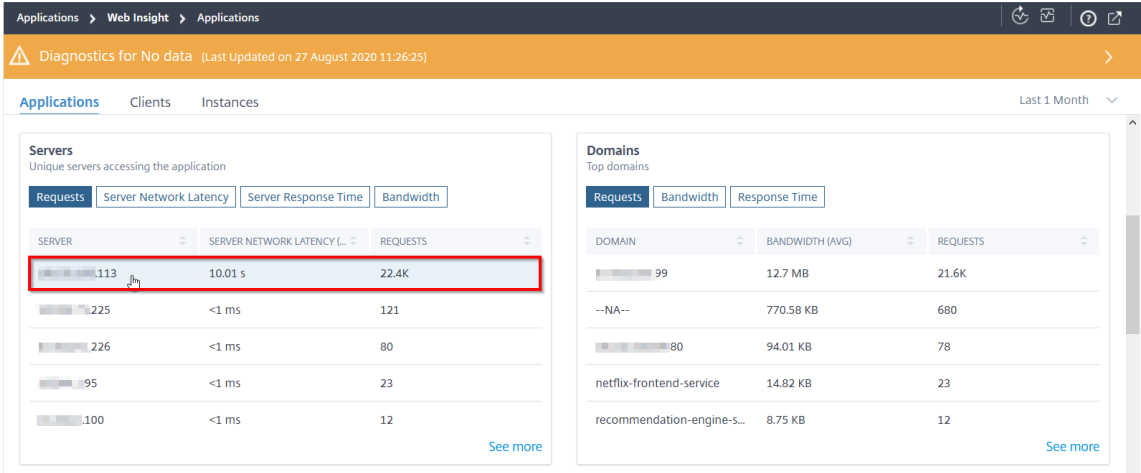 Applications > Web Insight > Applications
Diagnostics for No data (Last Updated on 27 August 2020 11:26:25)
Applications Clients Instances Last 1 Month
Servers
Unique servers accessing the application
Requests Server Network Latency Server Response Time Bandwidth
SERVER SERVER NETWORK LATENCY (... REQUESTS
.113 10.01 s 22.4K
.225 <1 ms 121
.226 <1 ms 80
.95 <1 ms 23
.100 <1 ms 12
See more
Domains
Top domains
Requests Bandwidth Response Time
DOMAIN BANDWIDTH (AVG) REQUESTS
99 12.7 MB 21.6K
--NA-- 770.58 KB 680
80 94.01 KB 78
netflix-frontend-service 14.82 KB 23
recommendation-engine-s... 8.75 KB 12
See more